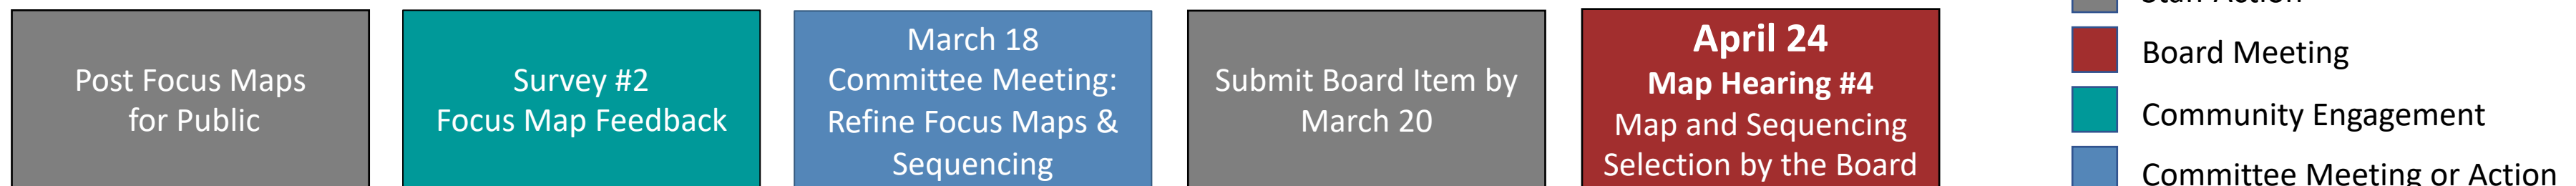 Post Focus Maps
for Public
Survey #2
Focus Map Feedback
March 18
Committee Meeting:
Refine Focus Maps &
Sequencing
Submit Board Item by
March 20
April 24
Map Hearing #4
Map and Sequencing
Selection by the Board
Staff Action
Board Meeting
Community Engagement
Committee Meeting or Action